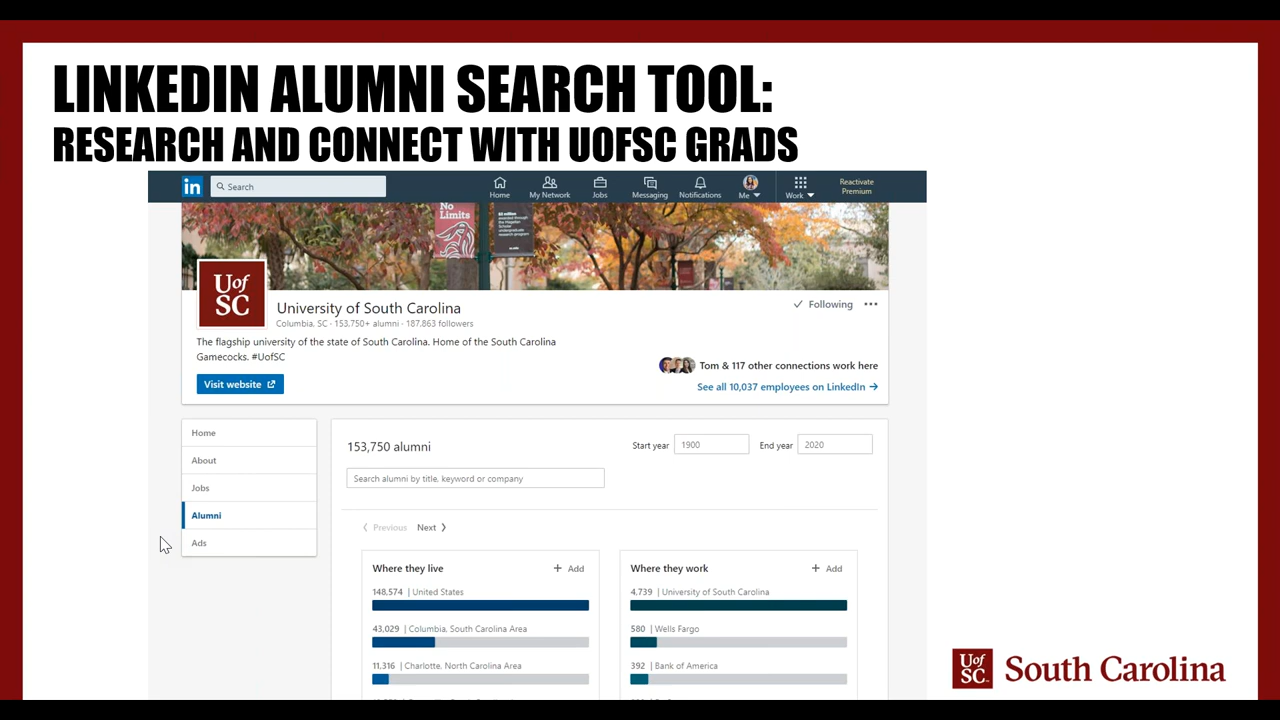 LINKEDIN ALUMNI SEARCH TOOL:
RESEARCH AND CONNECT WITH UOFSC GRADS
in
Search
Home
My Network
Jobs
Messaging
Notifications
Me
Work
Reactivate
Premium
No
Limits
Uof
SC
University of South Carolina
Following
Columbia, SC · 153,750+ alumni · 187,863 followers
The flagship university of the state of South Carolina. Home of the South Carolina
Gamecocks. #UofSC
Tom & 117 other connections work here
Visit website
See all 10,037 employees on LinkedIn →
Home
About
Jobs
Alumni
Ads
153,750 alumni
Start year 1900 End year 2020
Search alumni by title, keyword or company
Previous Next
Where they live + Add
148,574 | United States
43,029 | Columbia, South Carolina Area
11,316 | Charlotte, North Carolina Area
Where they work + Add
4,739 | University of South Carolina
580 | Wells Fargo
392 | Bank of America
Uof
SC
South Carolina